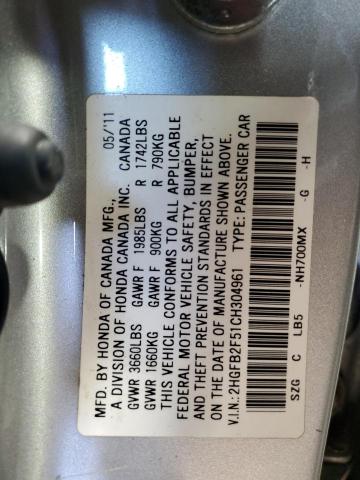 MFD. BY HONDA OF CANADA MFG., 05/'11
A DIVISION OF HONDA CANADA INC. CANADA
GVWR 3660LBS GAWR F 1985LBS R 1742LBS
GVWR 1660KG GAWR F 900KG R 790KG
THIS VEHICLE CONFORMS TO ALL APPLICABLE
FEDERAL MOTOR VEHICLE SAFETY, BUMPER,
AND THEFT PREVENTION STANDARDS IN EFFECT
ON THE DATE OF MANUFACTURE SHOWN ABOVE.
V.I.N.: 2HGFB2F51CH304961 TYPE: PASSENGER CAR
SZG C LB5 -NH700MX -G -H